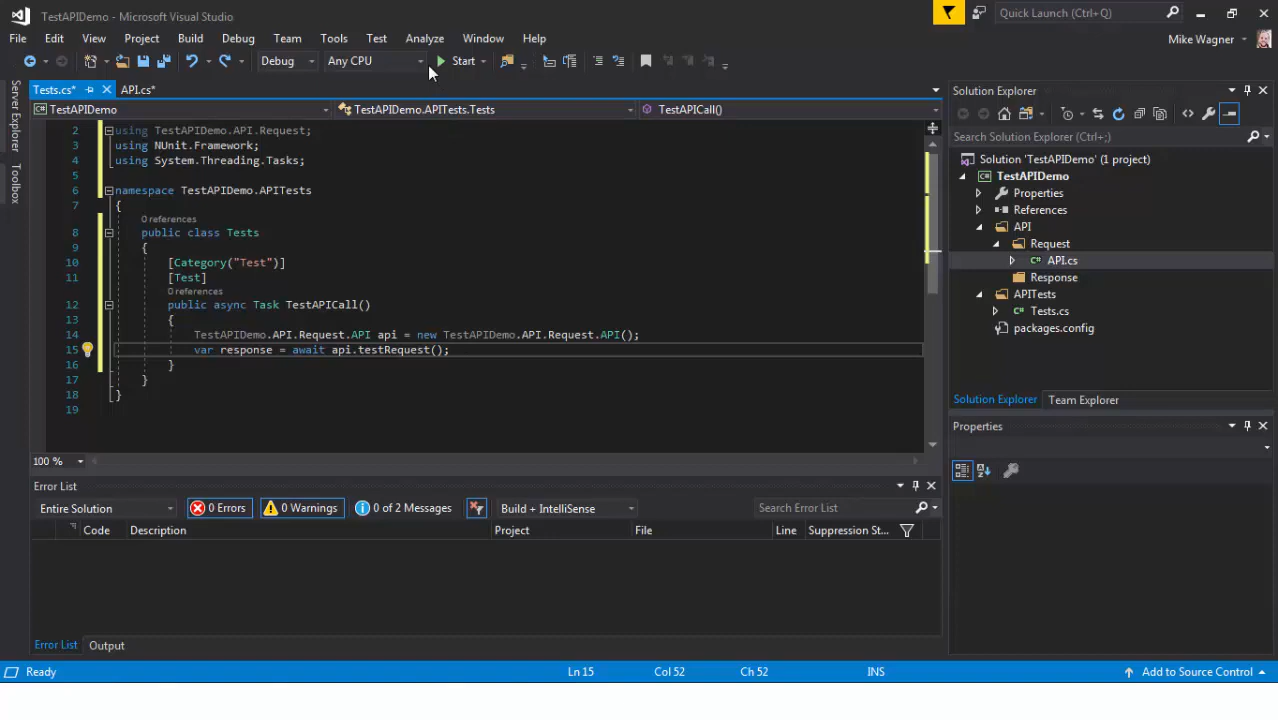 TestAPIDemo - Microsoft Visual Studio
Quick Launch (Ctrl+Q)
File Edit View Project Build Debug Team Tools Test Analyze Window Help
Mike Wagner
Debug Any CPU Start
Server Explorer
Toolbox
Tests.cs* API.cs*
TestAPIDemo TestAPIDemo.APITests.Tests TestAPICall()
2 using TestAPIDemo.API.Request;
3 using NUnit.Framework;
4 using System.Threading.Tasks;
5
6 namespace TestAPIDemo.APITests
7 {
0 references
8 public class Tests
9 {
10 [Category("Test")]
11 [Test]
0 references
12 public async Task TestAPICall()
13 {
14 TestAPIDemo.API.Request.API api = new TestAPIDemo.API.Request.API();
15 var response = await api.testRequest();
16 }
17 }
18 }
19
100 %
Error List
Entire Solution 0 Errors 0 Warnings 0 of 2 Messages Build + IntelliSense Search Error List
Code Description Project File Line Suppression St...
Error List Output
Solution Explorer
Search Solution Explorer (Ctrl+;)
Solution 'TestAPIDemo' (1 project)
TestAPIDemo
Properties
References
API
Request
C# API.cs
Response
APITests
C# Tests.cs
packages.config
Solution Explorer Team Explorer
Properties
Ready Ln 15 Col 52 Ch 52 INS Add to Source Control